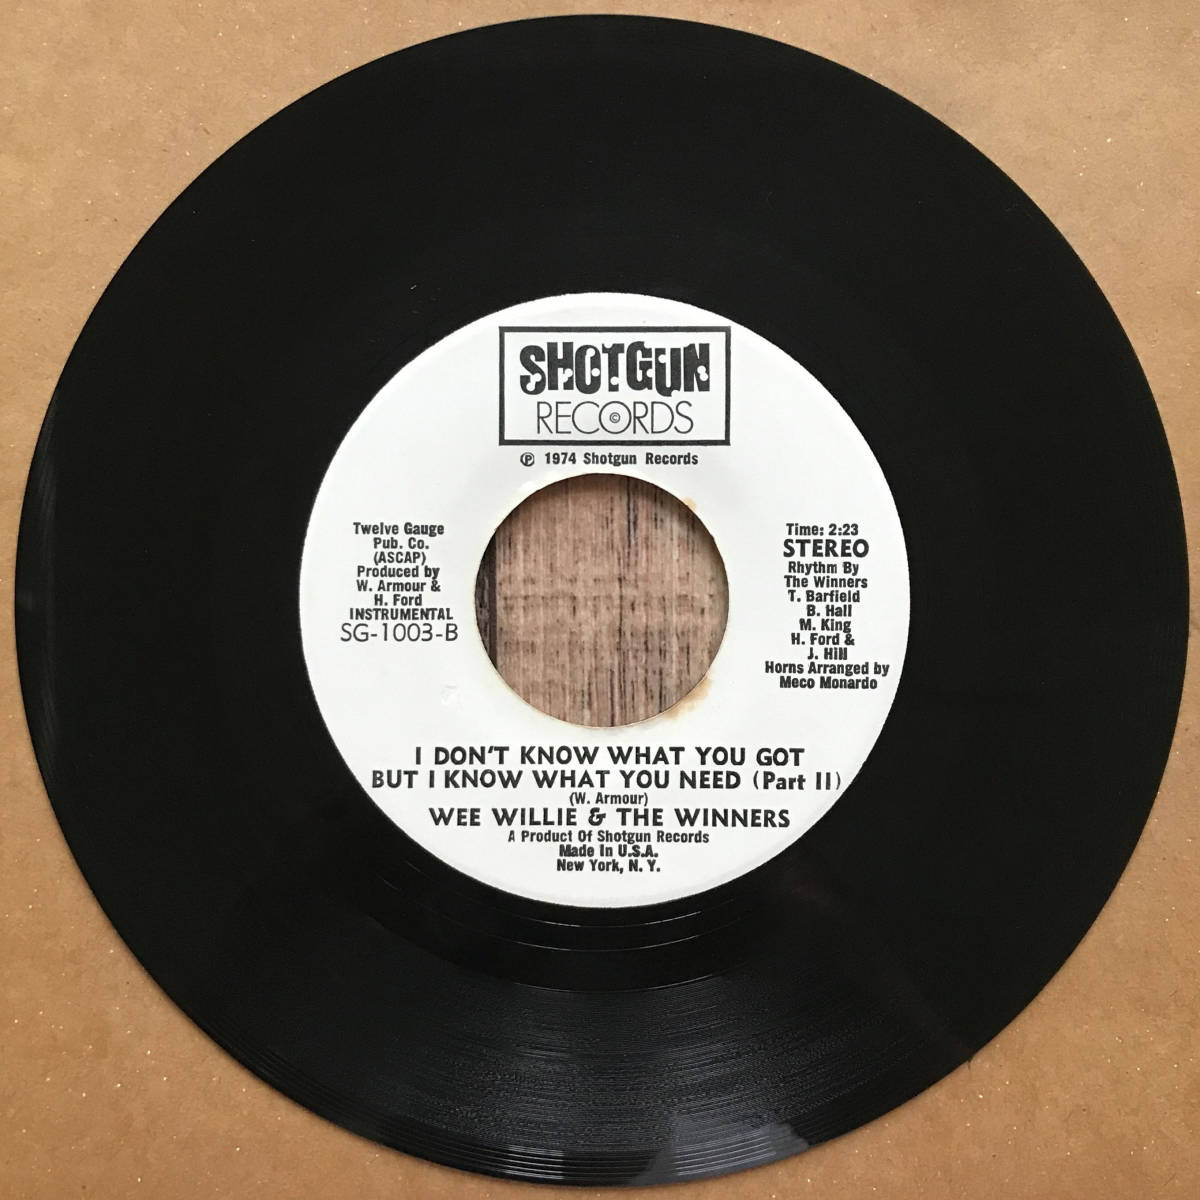 SHOTGUN
RECORDS
©
℗ 1974 Shotgun Records
Twelve Gauge
Pub. Co.
(ASCAP)
Produced by
W. Armour &
H. Ford
INSTRUMENTAL
SG-1003-B
Time: 2:23
STEREO
Rhythm By
The Winners
T. Barfield
B. Hall
M. King
H. Ford &
J. Hill
Horns Arranged by
Meco Monardo
I DON'T KNOW WHAT YOU GOT
BUT I KNOW WHAT YOU NEED (Part II)
(W. Armour)
WEE WILLIE & THE WINNERS
A Product Of Shotgun Records
Made In U.S.A.
New York, N. Y.